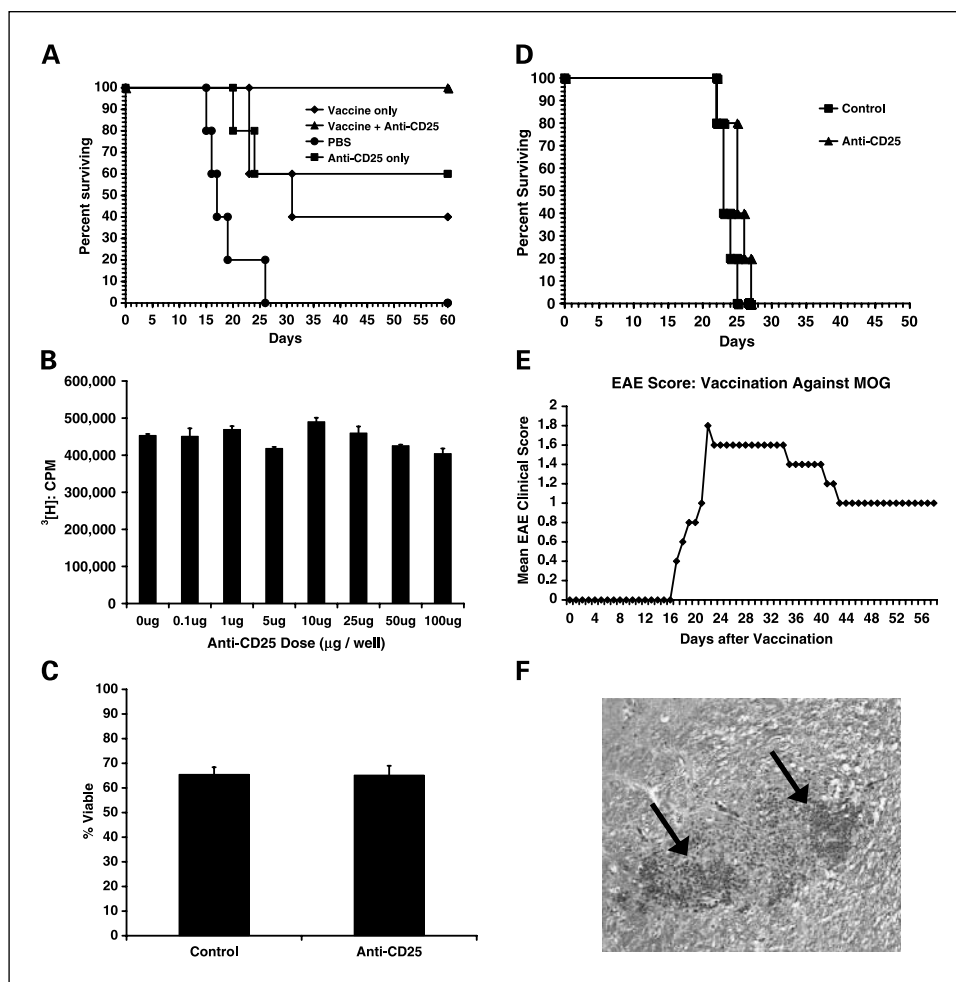 A
100
90
80
70
60
50
40
30
20
10
0
Percent surviving
0 5 10 15 20 25 30 35 40 45 50 55 60
Days
Vaccine only
Vaccine + Anti-CD25
PBS
Anti-CD25 only
D
100
90
80
70
60
50
40
30
20
10
0
Percent Surviving
0 5 10 15 20 25 30 35 40 45 50
Days
Control
Anti-CD25
B
600,000
500,000
400,000
300,000
200,000
100,000
0
³[H]: CPM
0ug 0.1ug 1ug 5ug 10ug 25ug 50ug 100ug
Anti-CD25 Dose (μg / well)
E
EAE Score: Vaccination Against MOG
2
1.8
1.6
1.4
1.2
1
0.8
0.6
0.4
0.2
0
Mean EAE Clinical Score
0 4 8 12 16 20 24 28 32 36 40 44 48 52 56
Days after Vaccination
C
100
90
80
70
60
50
40
30
20
10
0
% Viable
Control Anti-CD25
F